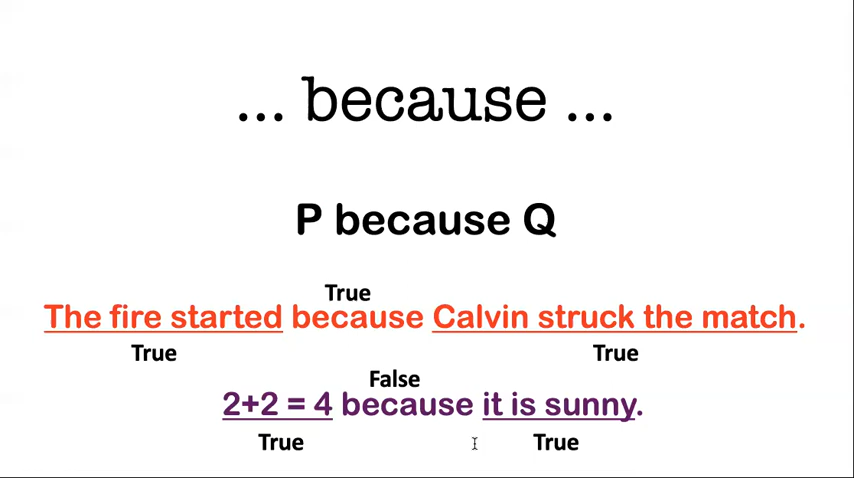 ... because ...
P because Q
True
The fire started because Calvin struck the match.
True True
False
2+2 = 4 because it is sunny.
True True